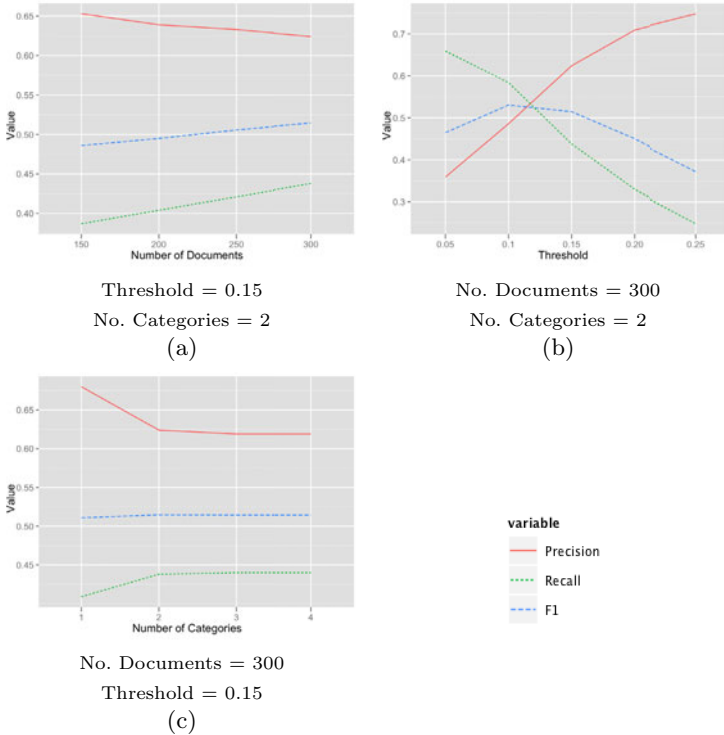 0.65
0.60
0.55
0.50
0.45
0.40
Value
150 200 250 300
Number of Documents
Threshold = 0.15
No. Categories = 2
(a)
0.7
0.6
0.5
0.4
0.3
Value
0.05 0.1 0.15 0.20 0.25
Threshold
No. Documents = 300
No. Categories = 2
(b)
0.65
0.60
0.55
0.50
0.45
Value
1 2 3 4
Number of Categories
No. Documents = 300
Threshold = 0.15
(c)
variable
Precision
Recall
F1